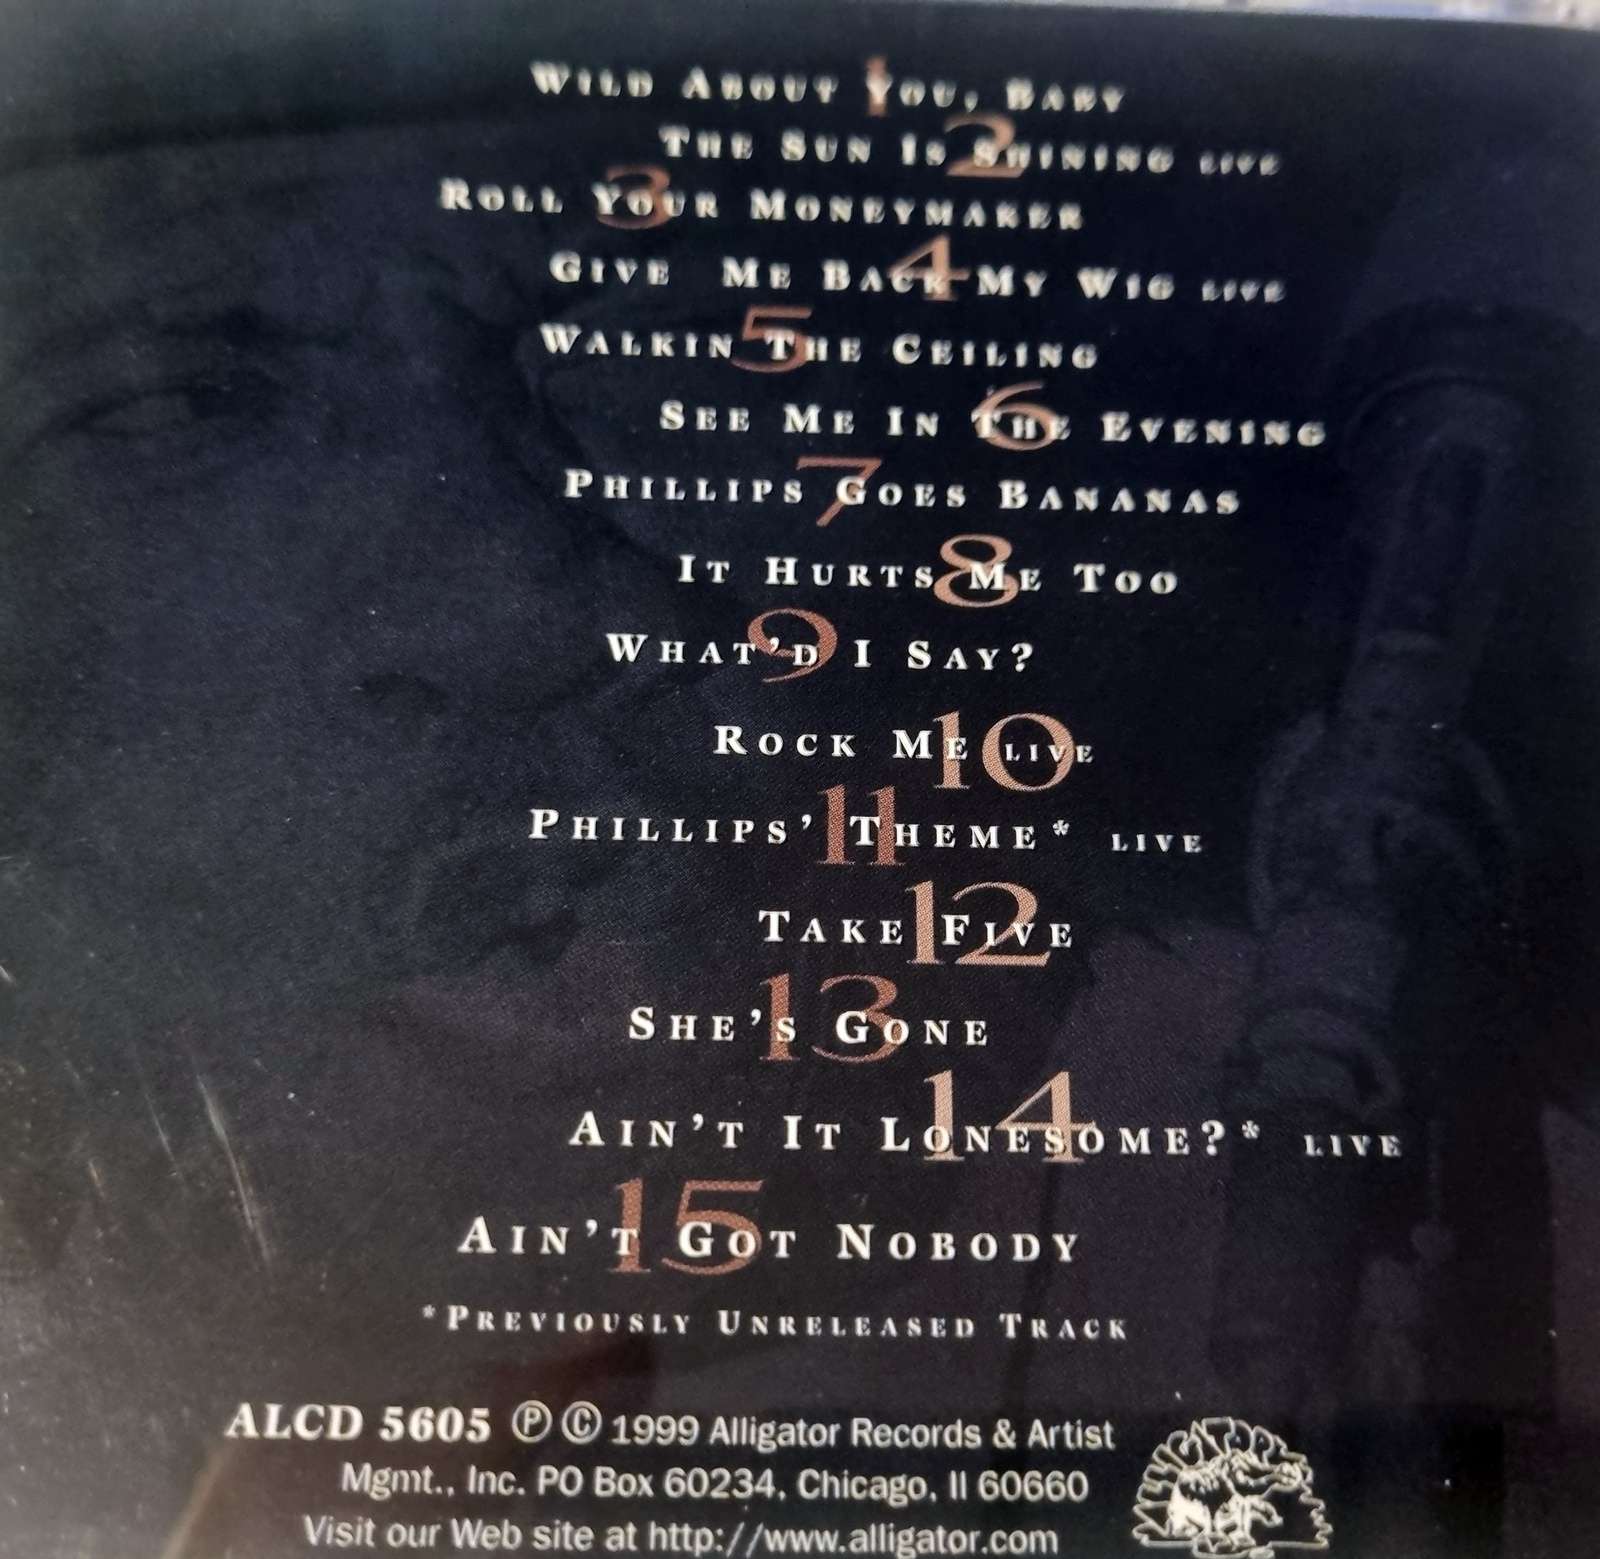 1 Wild About You, Baby
2 The Sun Is Shining live
3 Roll Your Moneymaker
4 Give Me Back My Wig live
5 Walkin The Ceiling
6 See Me In The Evening
7 Phillips Goes Bananas
8 It Hurts Me Too
9 What'd I Say?
10 Rock Me live
11 Phillips' Theme* live
12 Take Five
13 She's Gone
14 Ain't It Lonesome?* live
15 Ain't Got Nobody
*Previously Unreleased Track
ALCD 5605 ℗ © 1999 Alligator Records & Artist
Mgmt., Inc. PO Box 60234, Chicago, Il 60660
Visit our Web site at http://www.alligator.com